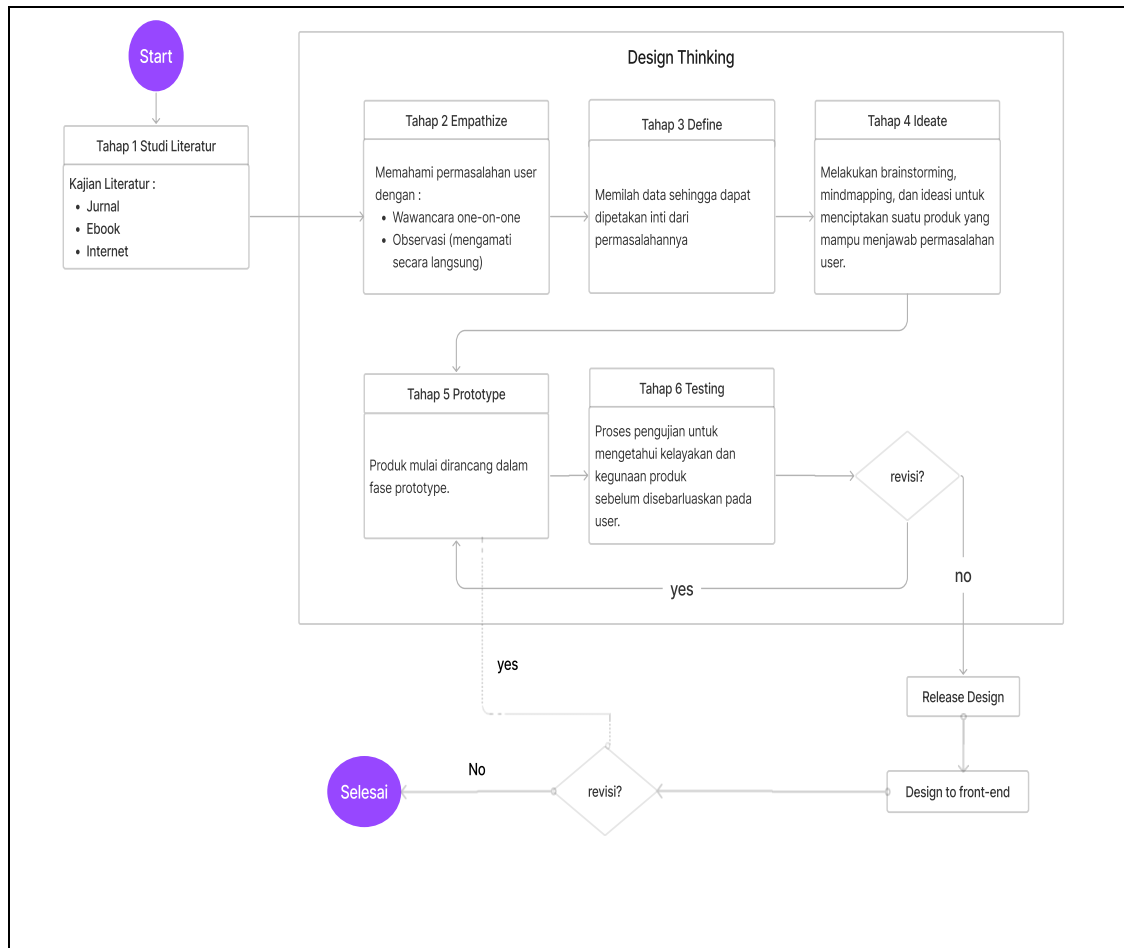 Start
Design Thinking
Tahap 1 Studi Literatur
Kajian Literatur :
• Jurnal
• Ebook
• Internet
Tahap 2 Empathize
Memahami permasalahan user
dengan :
• Wawancara one-on-one
• Observasi (mengamati
secara langsung)
Tahap 3 Define
Memilah data sehingga dapat
dipetakan inti dari
permasalahannya
Tahap 4 Ideate
Melakukan brainstorming,
mindmapping, dan ideasi untuk
menciptakan suatu produk yang
mampu menjawab permasalahan
user.
Tahap 5 Prototype
Produk mulai dirancang dalam
fase prototype.
Tahap 6 Testing
Proses pengujian untuk
mengetahui kelayakan dan
kegunaan produk
sebelum disebarluaskan pada
user.
revisi?
yes
no
yes
Release Design
Design to front-end
revisi?
No
Selesai